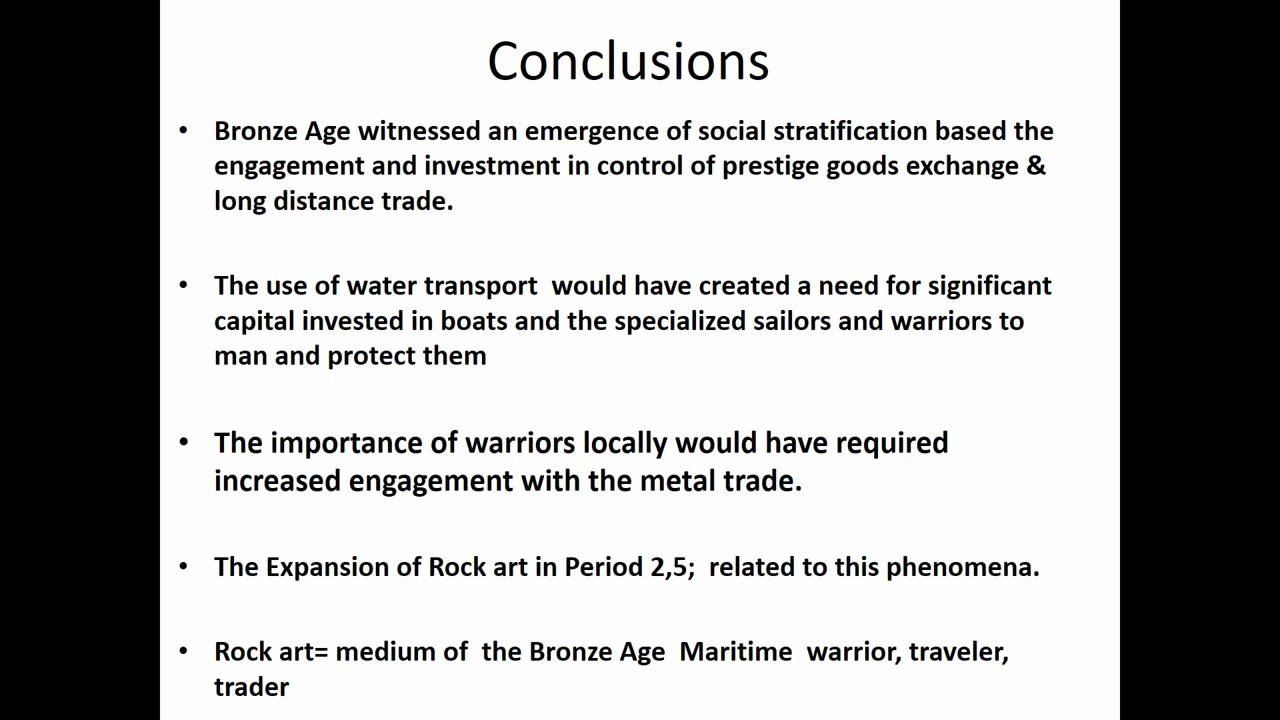 Conclusions
• Bronze Age witnessed an emergence of social stratification based the
engagement and investment in control of prestige goods exchange &
long distance trade.
• The use of water transport  would have created a need for significant
capital invested in boats and the specialized sailors and warriors to
man and protect them
• The importance of warriors locally would have required
increased engagement with the metal trade.
• The Expansion of Rock art in Period 2,5;  related to this phenomena.
• Rock art= medium of  the Bronze Age  Maritime  warrior, traveler,
trader